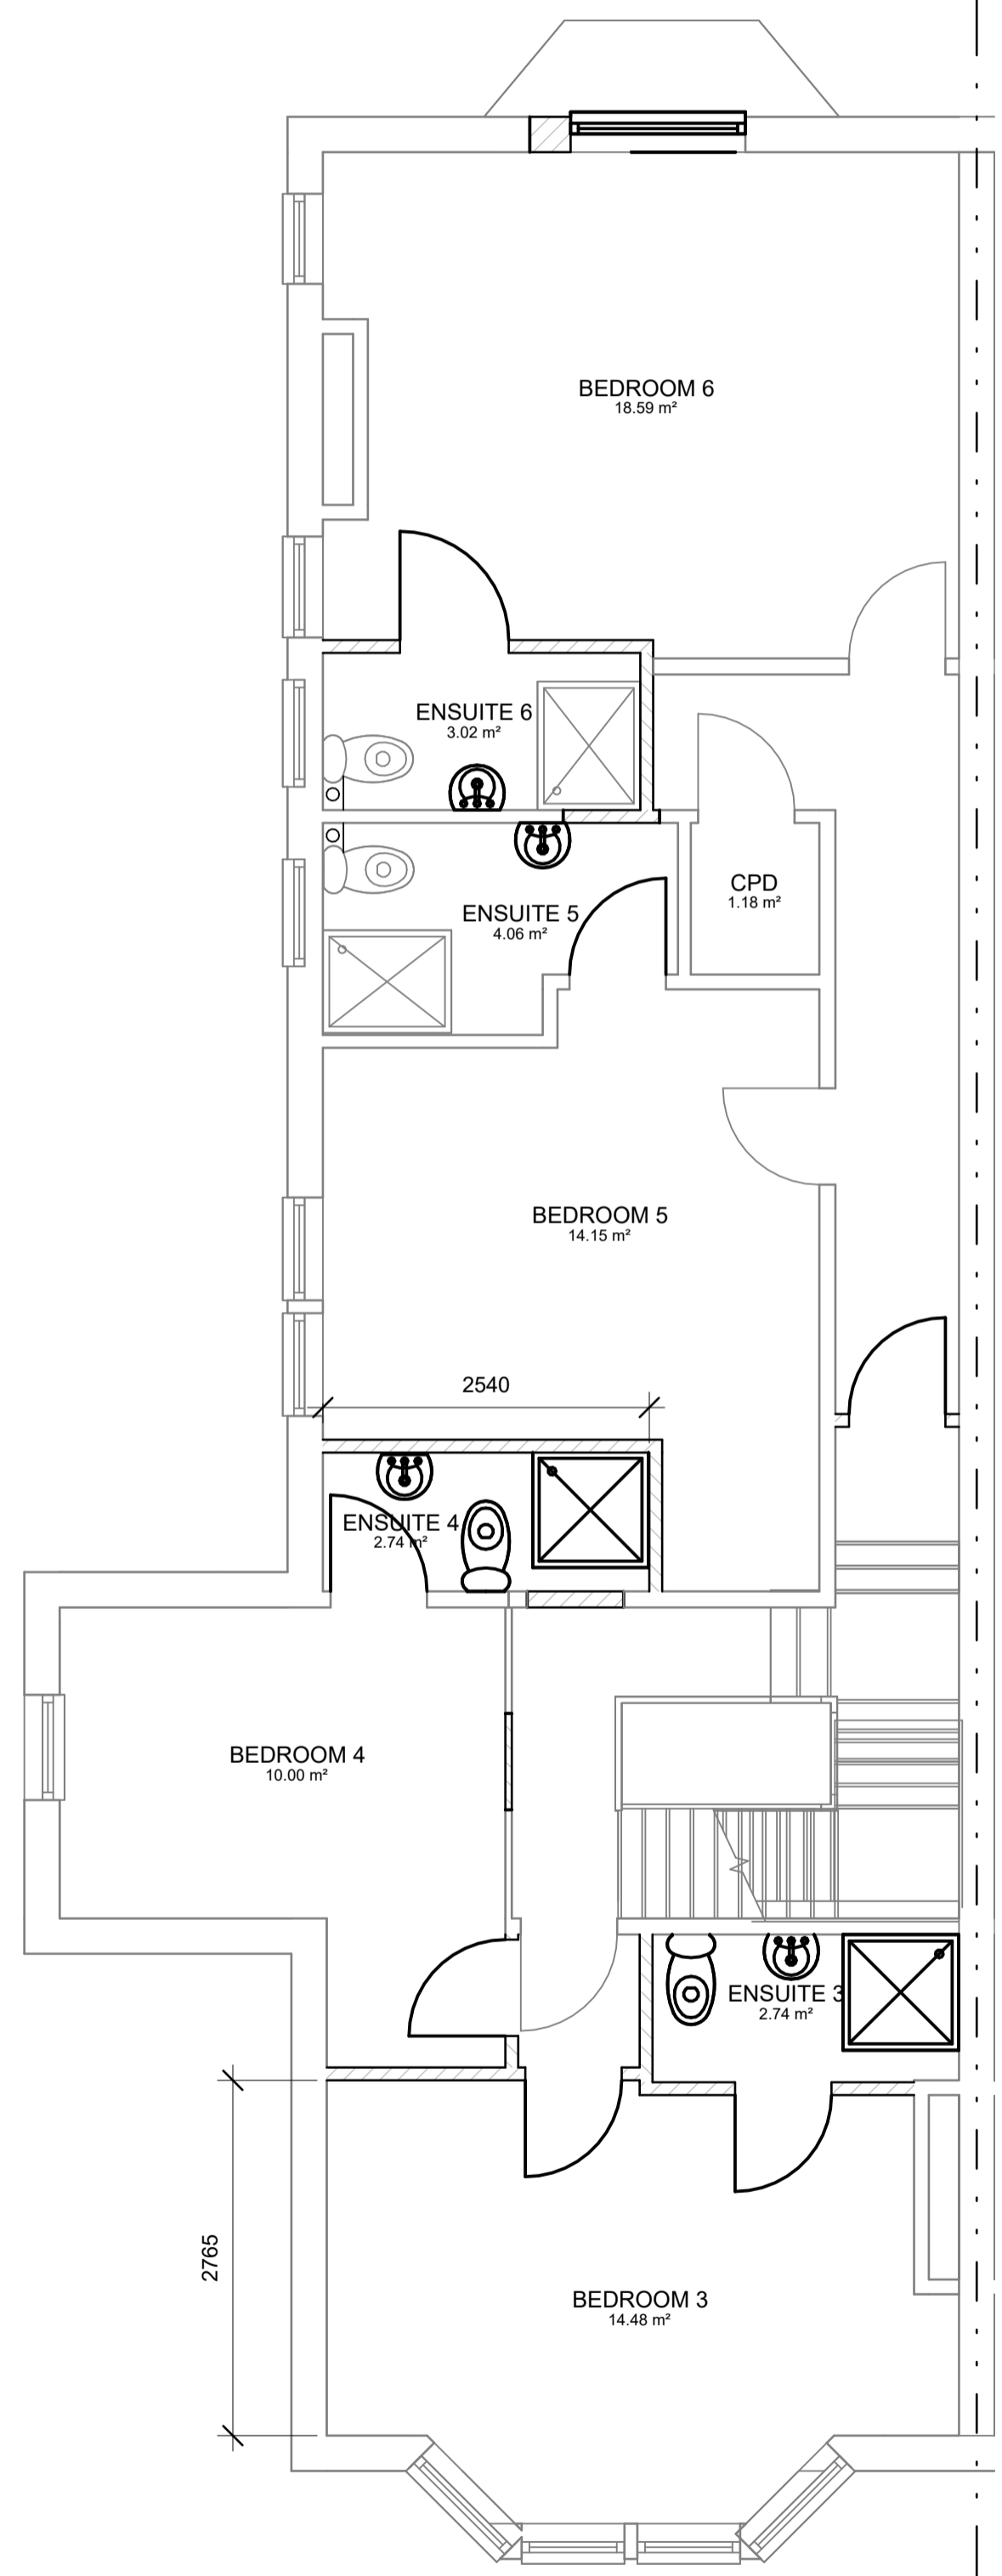 BEDROOM 6
18.59 m²
ENSUITE 6
3.02 m²
CPD
1.18 m²
ENSUITE 5
4.06 m²
BEDROOM 5
14.15 m²
2540
ENSUITE 4
2.74 m²
BEDROOM 4
10.00 m²
ENSUITE 3
2.74 m²
2765
BEDROOM 3
14.48 m²